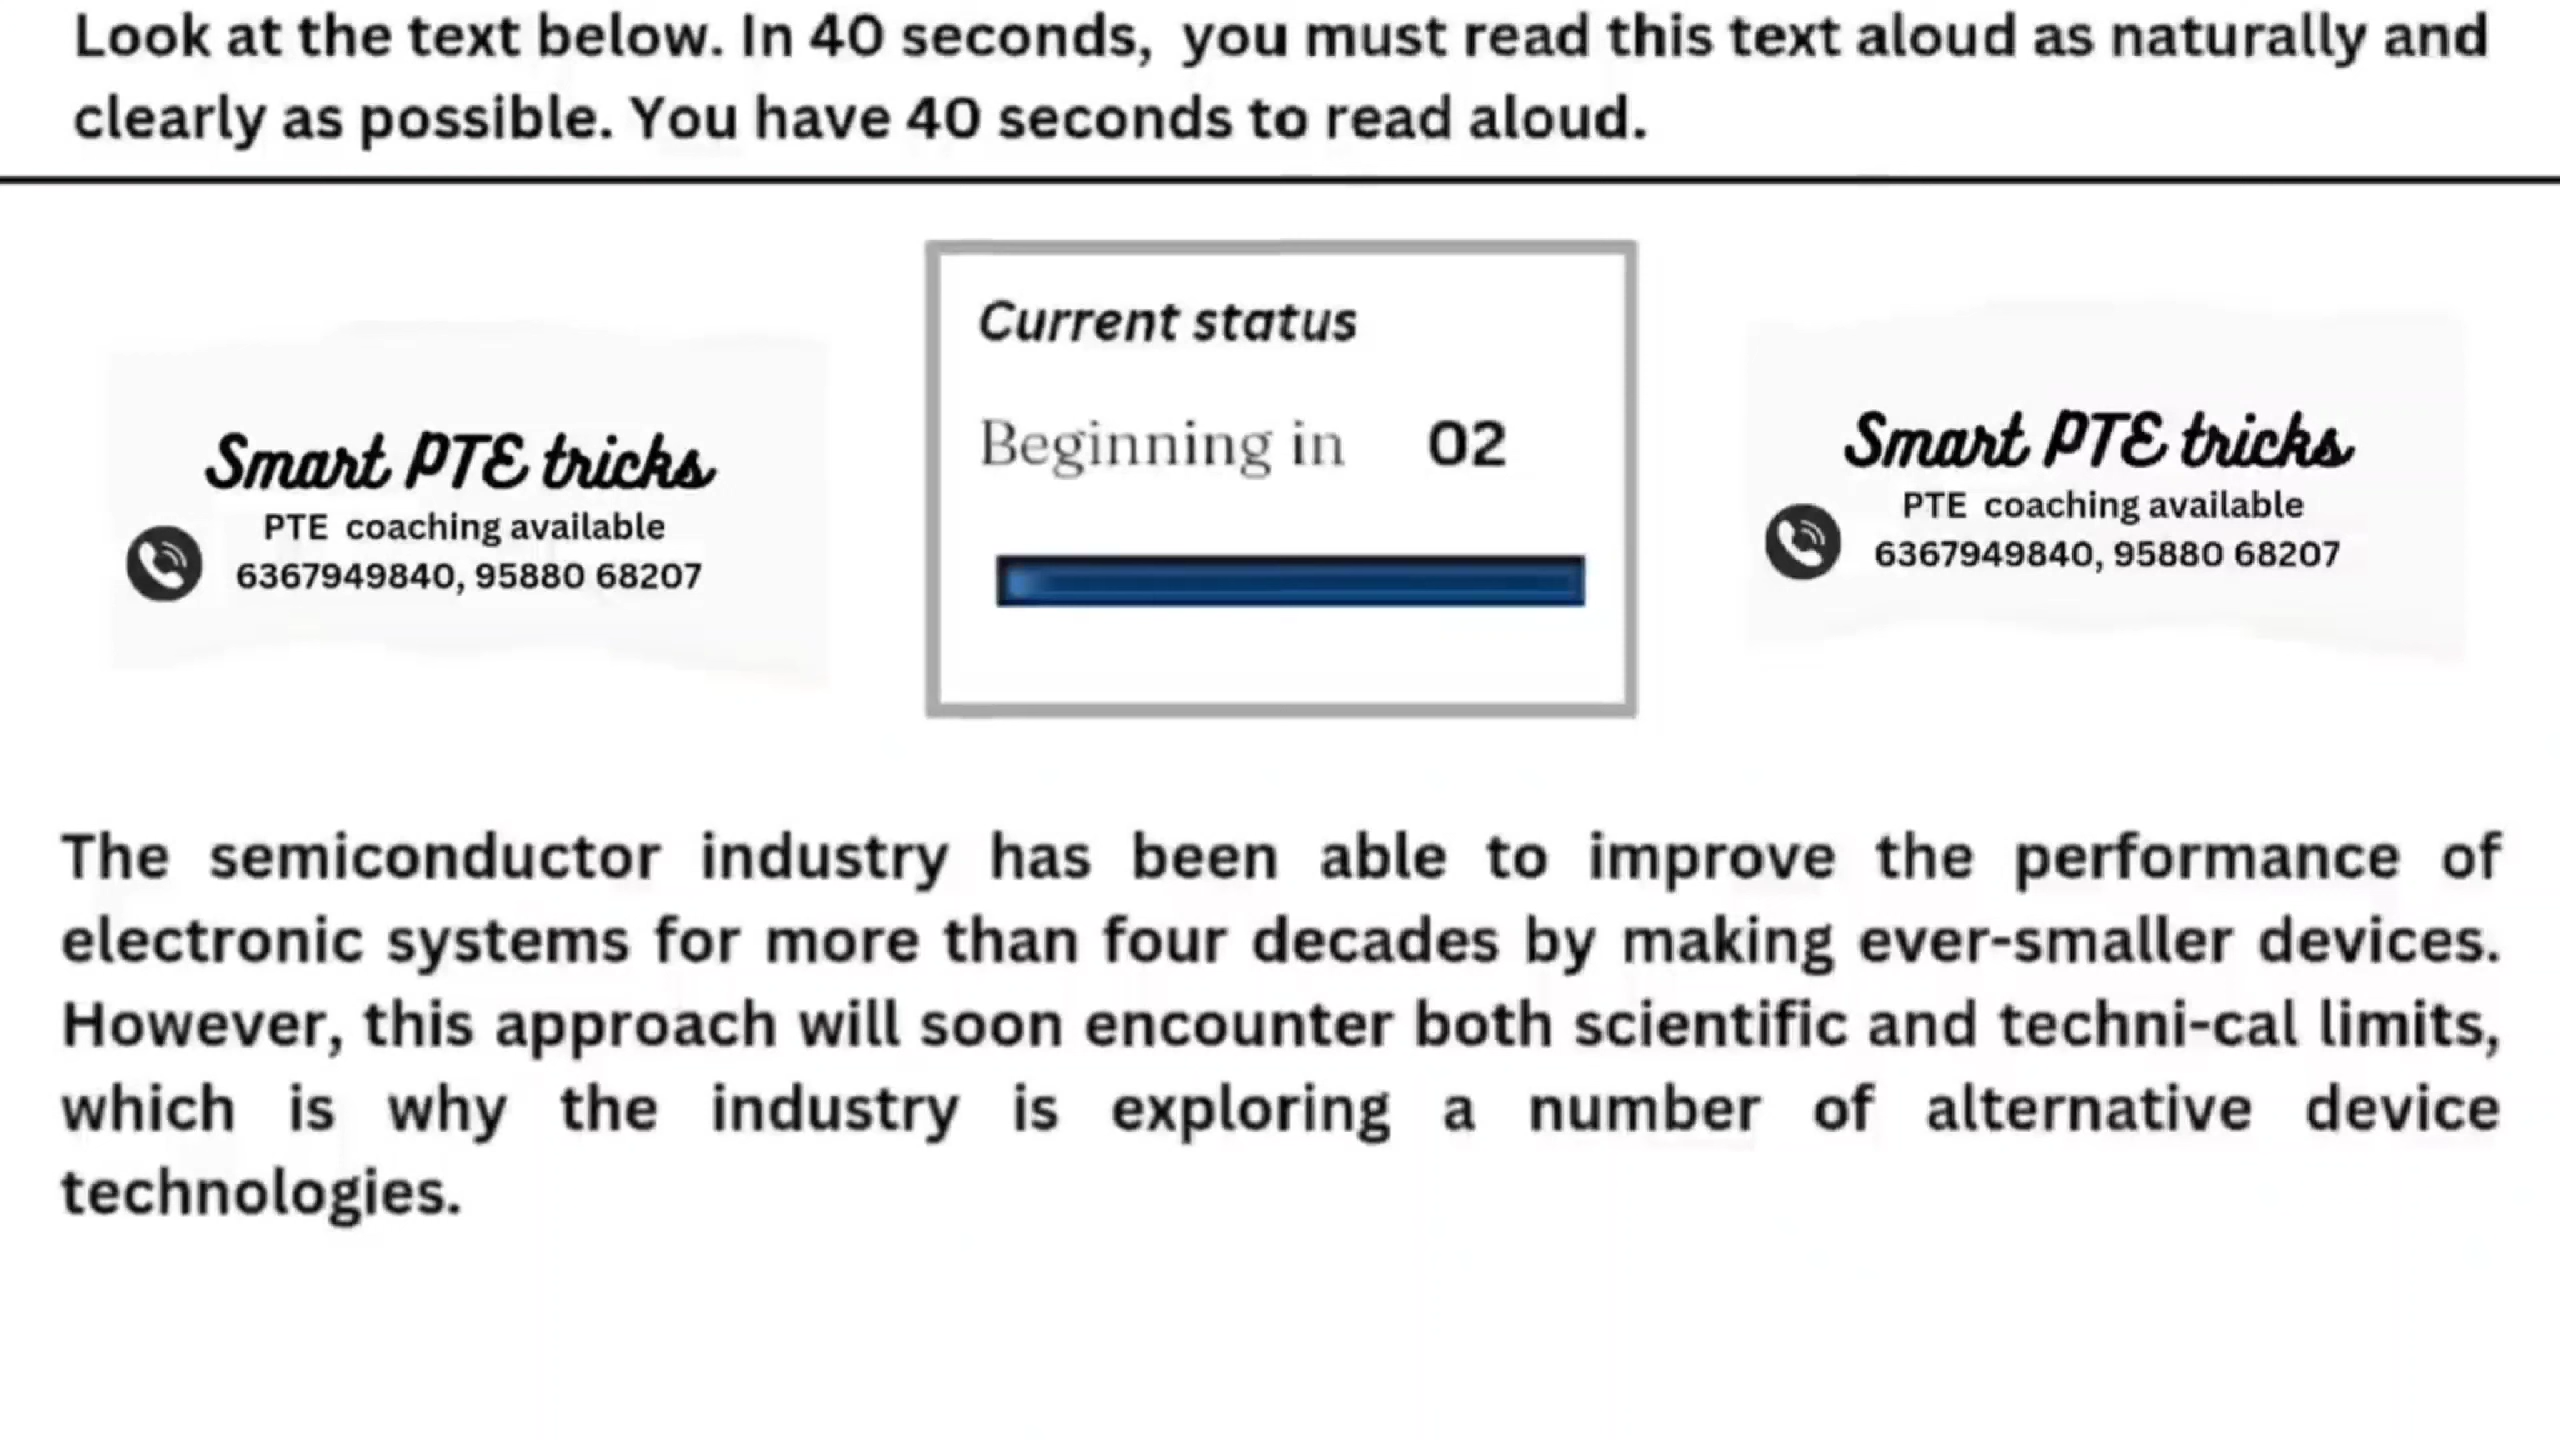 Look at the text below. In 40 seconds, you must read this text aloud as naturally and
clearly as possible. You have 40 seconds to read aloud.
Current status
Beginning in 02
Smart PTE tricks
PTE coaching available
6367949840, 95880 68207
Smart PTE tricks
PTE coaching available
6367949840, 95880 68207
The semiconductor industry has been able to improve the performance of
electronic systems for more than four decades by making ever-smaller devices.
However, this approach will soon encounter both scientific and techni-cal limits,
which is why the industry is exploring a number of alternative device
technologies.